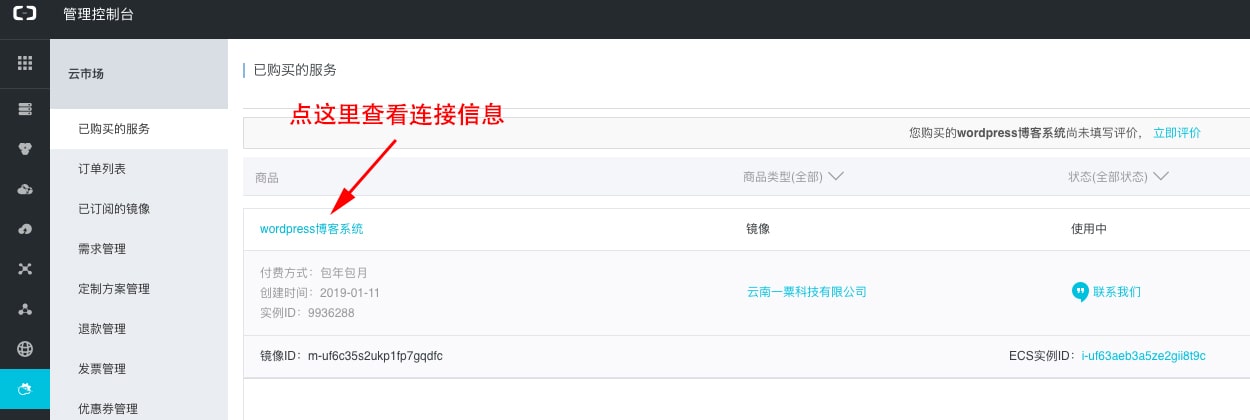 管理控制台
云市场
已购买的服务
订单列表
已订阅的镜像
需求管理
定制方案管理
退款管理
发票管理
优惠券管理
已购买的服务
点这里查看连接信息
您购买的wordpress博客系统尚未填写评价， 立即评价
商品 商品类型(全部) 状态(全部状态)
wordpress博客系统 镜像 使用中
付费方式：包年包月
创建时间：2019-01-11
实例ID：9936288
云南一粟科技有限公司
联系我们
镜像ID：m-uf6c35s2ukp1fp7gqdfc ECS实例ID：i-uf63aeb3a5ze2gii8t9c